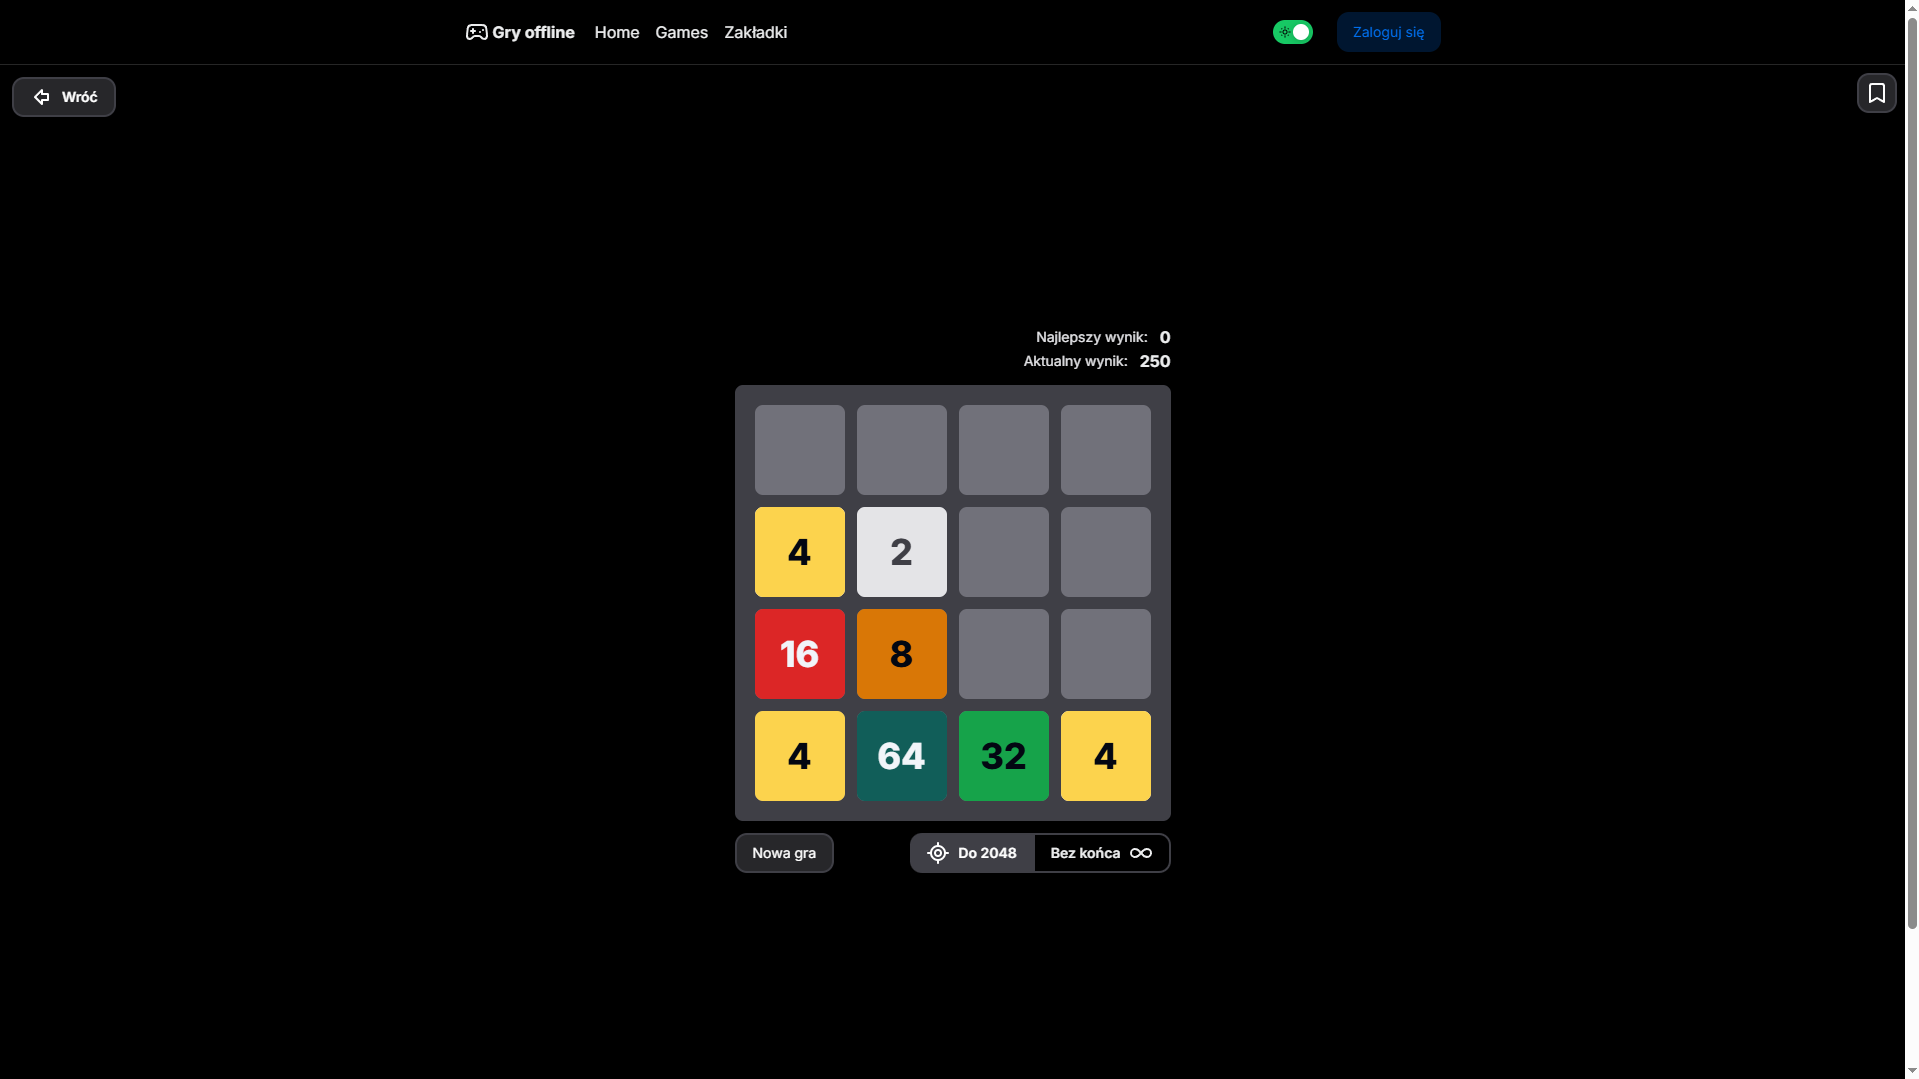 Gry offline Home Games Zakładki Zaloguj się
Wróć
Najlepszy wynik: 0
Aktualny wynik: 250
4 2
16 8
4 64 32 4
Nowa gra Do 2048 Bez końca